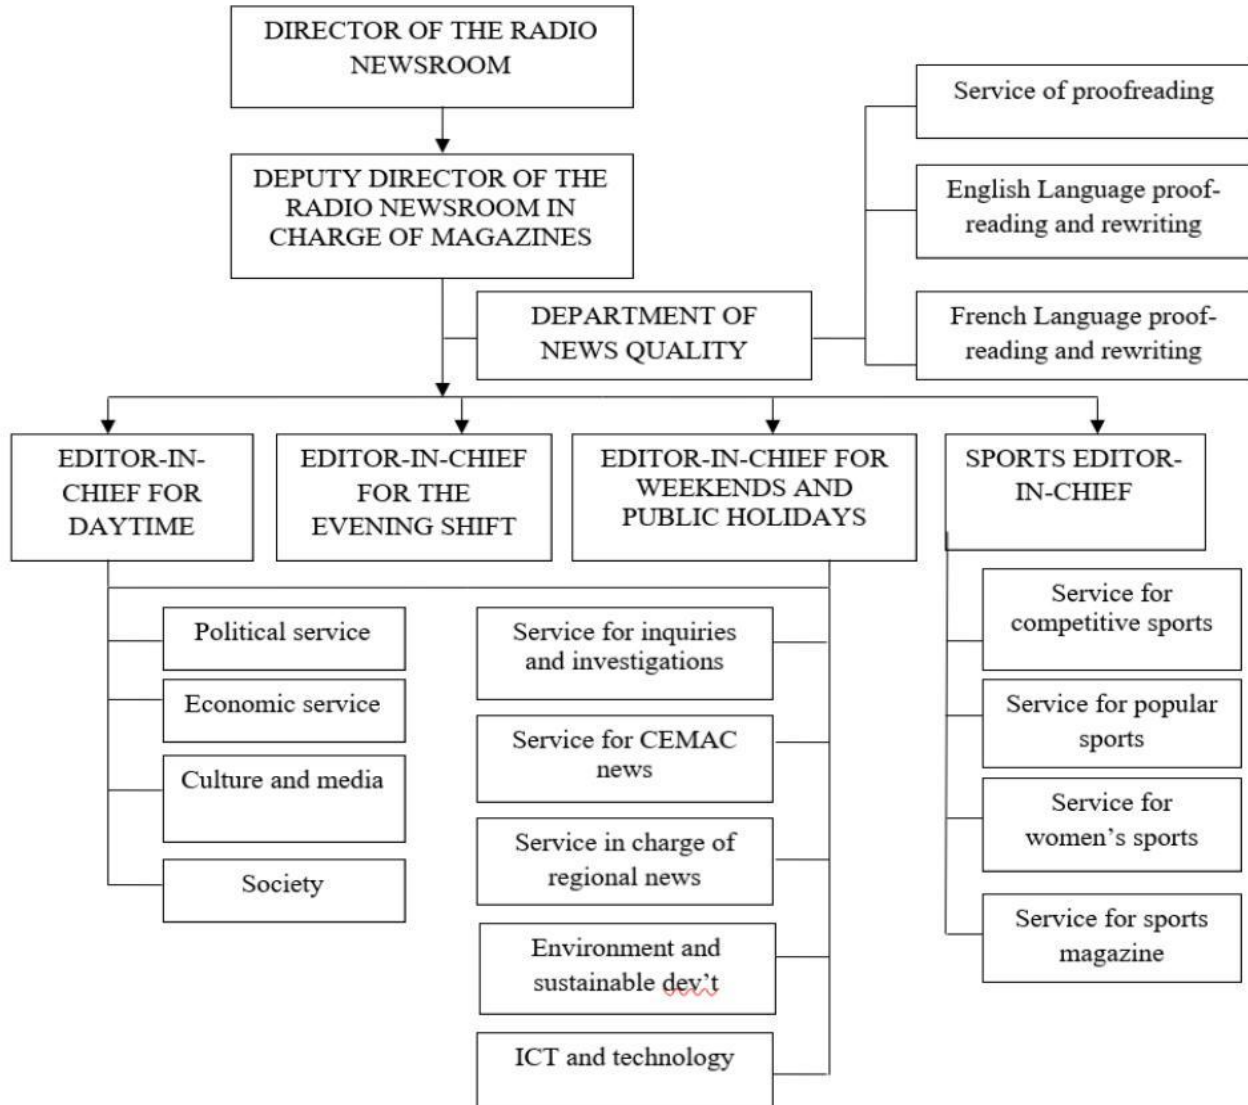 DIRECTOR OF THE RADIO
NEWSROOM
DEPUTY DIRECTOR OF THE
RADIO NEWSROOM IN
CHARGE OF MAGAZINES
DEPARTMENT OF
NEWS QUALITY
Service of proofreading
English Language proof-
reading and rewriting
French Language proof-
reading and rewriting
EDITOR-IN-
CHIEF FOR
DAYTIME
EDITOR-IN-CHIEF
FOR THE
EVENING SHIFT
EDITOR-IN-CHIEF FOR
WEEKENDS AND
PUBLIC HOLIDAYS
SPORTS EDITOR-
IN-CHIEF
Political service
Economic service
Culture and media
Society
Service for inquiries
and investigations
Service for CEMAC
news
Service in charge of
regional news
Environment and
sustainable dev’t
ICT and technology
Service for
competitive sports
Service for popular
sports
Service for
women’s sports
Service for sports
magazine